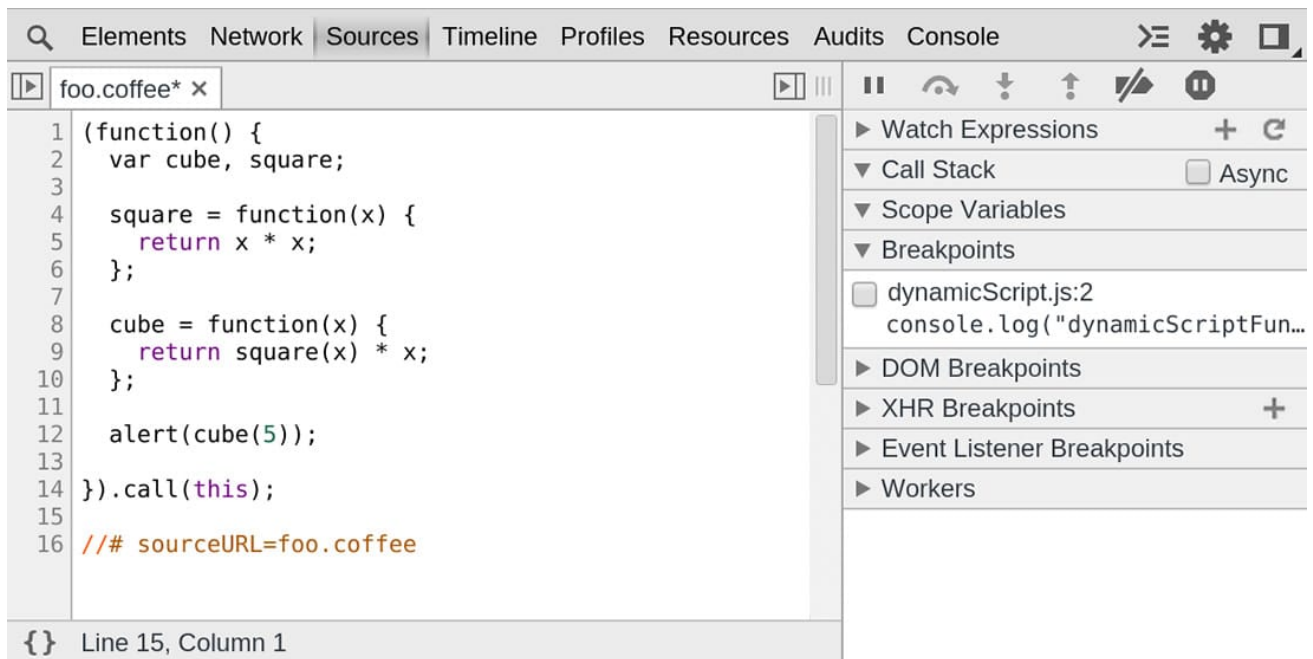 Elements Network Sources Timeline Profiles Resources Audits Console
foo.coffee* ×
1 (function() {
2   var cube, square;
3
4   square = function(x) {
5     return x * x;
6   };
7
8   cube = function(x) {
9     return square(x) * x;
10   };
11
12   alert(cube(5));
13
14 }).call(this);
15
16 //# sourceURL=foo.coffee
{} Line 15, Column 1
Watch Expressions
Call Stack Async
Scope Variables
Breakpoints
dynamicScript.js:2
console.log("dynamicScriptFun…
DOM Breakpoints
XHR Breakpoints
Event Listener Breakpoints
Workers